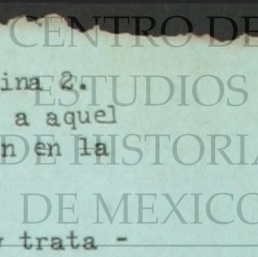 CENTRO DE
ina 2.
ESTUDIOS
a aquel
n en la
DE HISTORIA
DE MEXICO
trata -